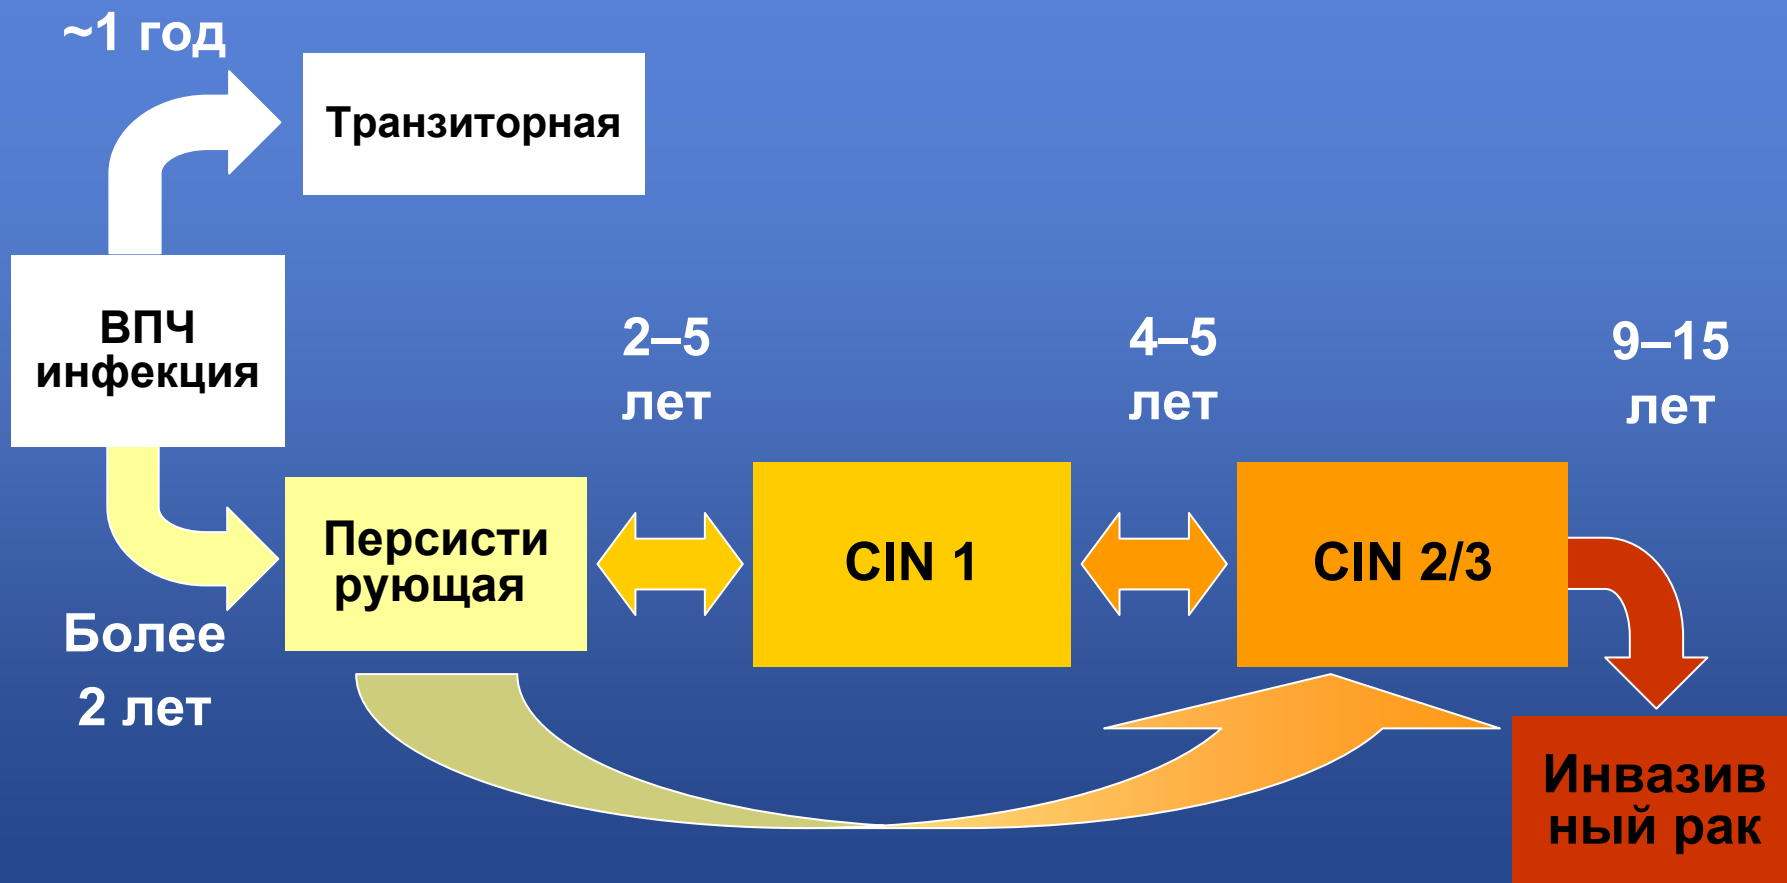 ~1 год
Транзиторная
ВПЧ
инфекция
2–5
лет
4–5
лет
9–15
лет
Персисти
рующая
CIN 1
CIN 2/3
Более
2 лет
Инвазив
ный рак